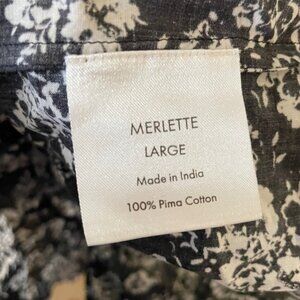 MERLETTE
LARGE
Made in India
100% Pima Cotton